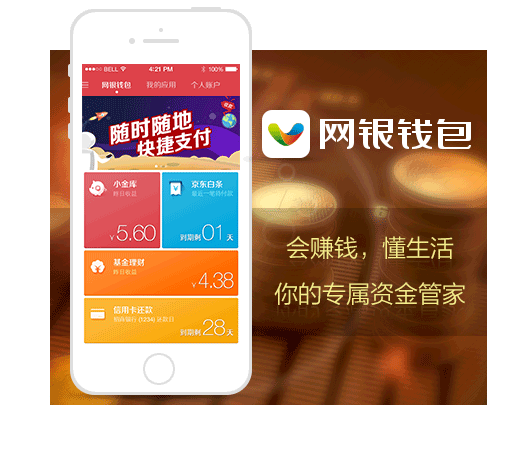 BELL 4:21 PM 100%
网银钱包 我的应用 个人账户
随时随地
快捷支付
小金库
昨日收益
¥5.60
京东白条
最近一笔待付款
到期剩01天
基金理财
昨日收益
¥4.38
信用卡还款
招商银行 (1234) 还款日
到期剩28天
网银钱包
会赚钱，懂生活
你的专属资金管家